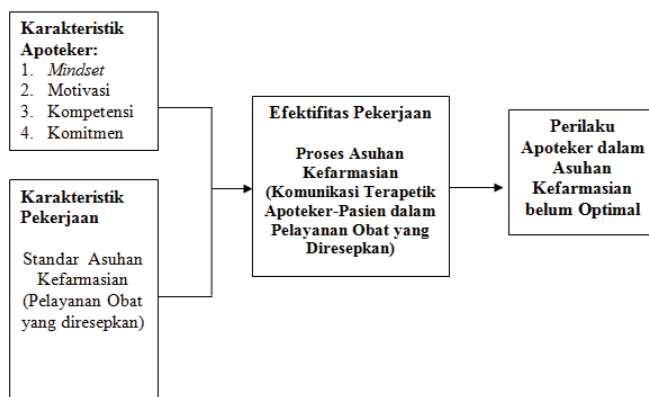 Karakteristik
Apoteker:
1. Mindset
2. Motivasi
3. Kompetensi
4. Komitmen
Karakteristik
Pekerjaan
Standar Asuhan
Kefarmasian
(Pelayanan Obat
yang diresepkan)
Efektifitas Pekerjaan
Proses Asuhan
Kefarmasian
(Komunikasi Terapetik
Apoteker-Pasien dalam
Pelayanan Obat yang
Diresepkan)
Perilaku
Apoteker dalam
Asuhan
Kefarmasian
belum Optimal